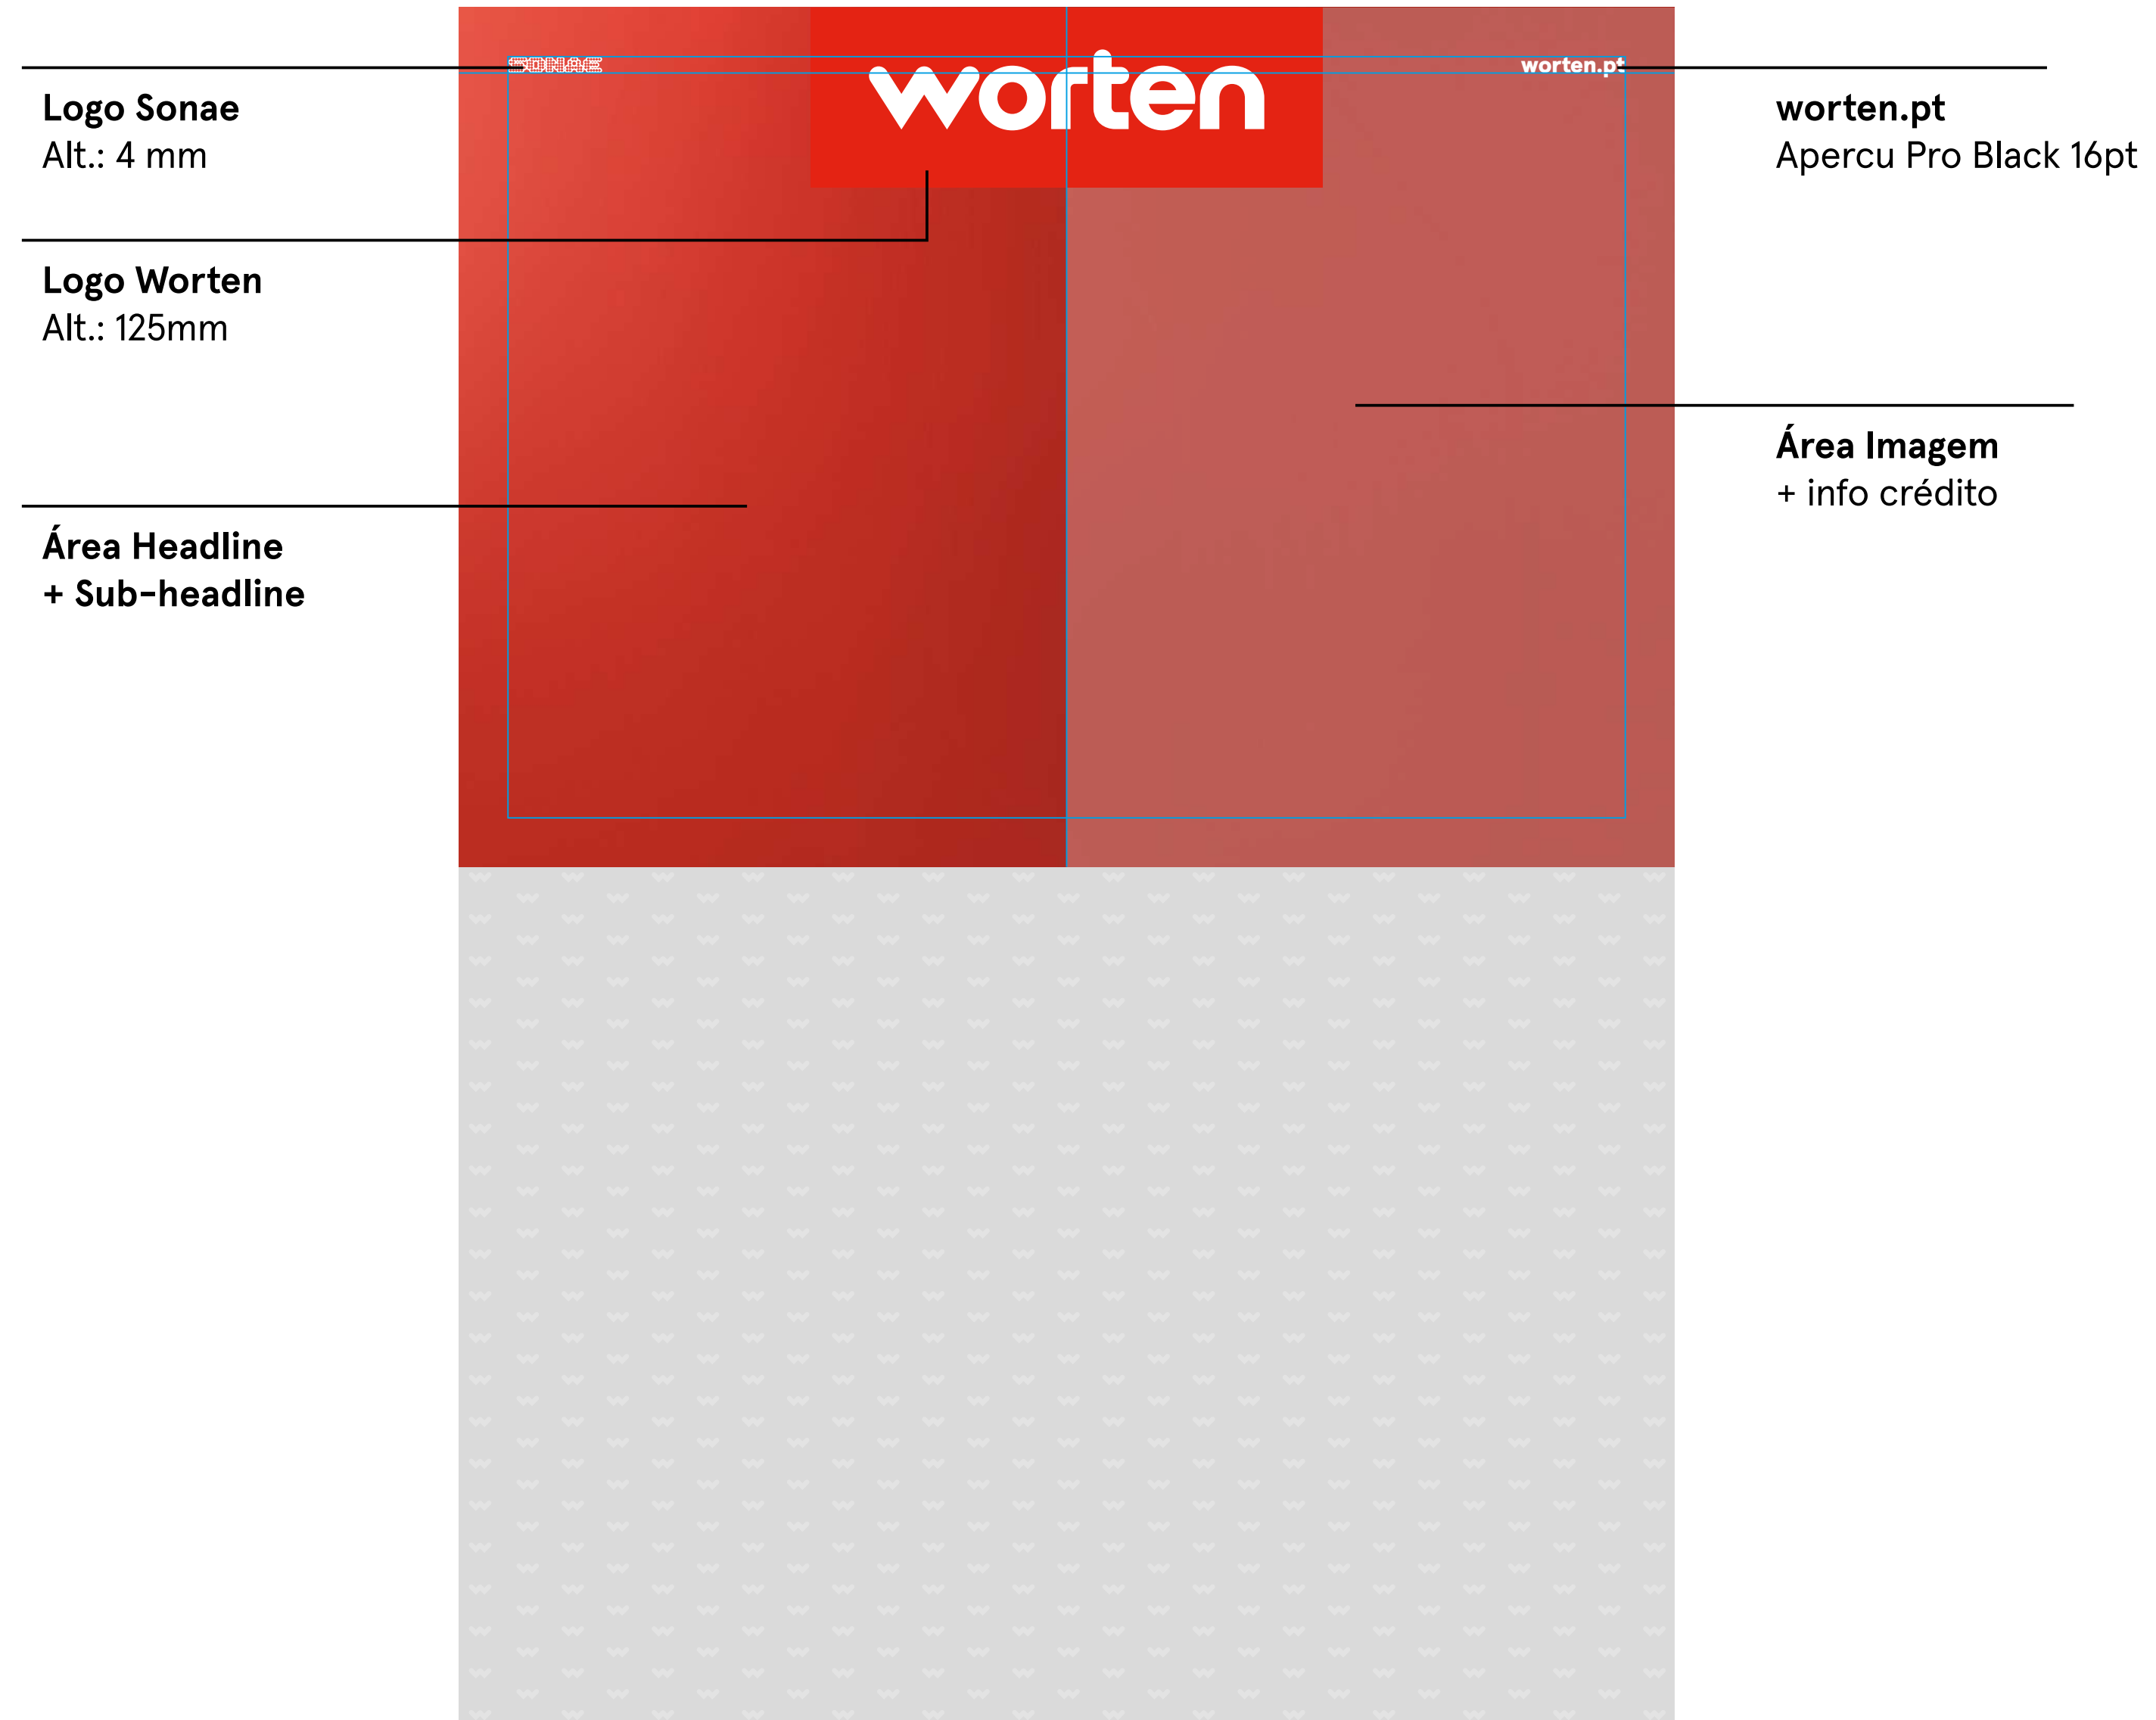 SONAE
worten
worten.pt
Logo Sonae
Alt.: 4 mm
Logo Worten
Alt.: 125mm
Área Headline
+ Sub-headline
worten.pt
Apercu Pro Black 16pt
Área Imagem
+ info crédito